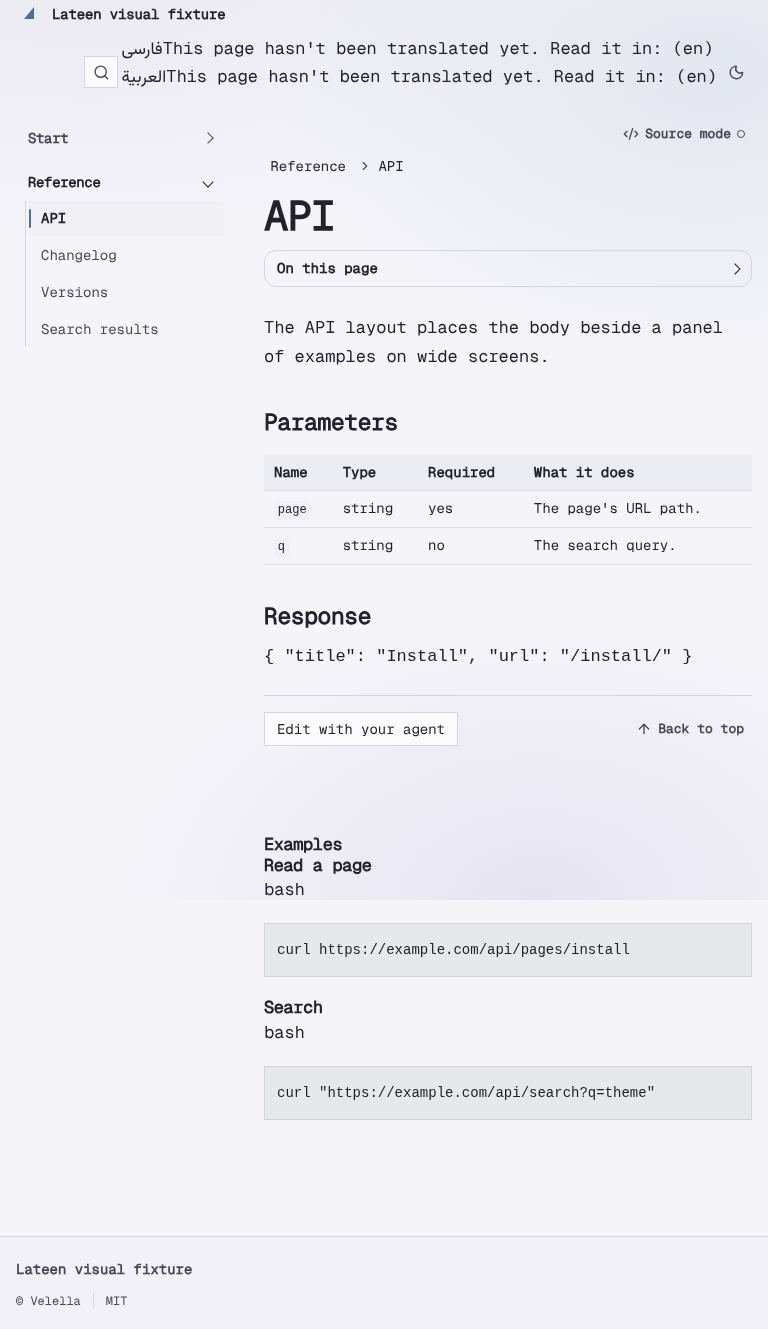 Lateen visual fixture
فارسیThis page hasn't been translated yet. Read it in: (en)
العربيةThis page hasn't been translated yet. Read it in: (en)
Start
Reference
API
Changelog
Versions
Search results
Source mode
Reference > API
API
On this page
The API layout places the body beside a panel
of examples on wide screens.
Parameters
Name Type Required What it does
page string yes The page's URL path.
q string no The search query.
Response
{ "title": "Install", "url": "/install/" }
Edit with your agent
Back to top
Examples
Read a page
bash
curl https://example.com/api/pages/install
Search
bash
curl "https://example.com/api/search?q=theme"
Lateen visual fixture
© Velella MIT